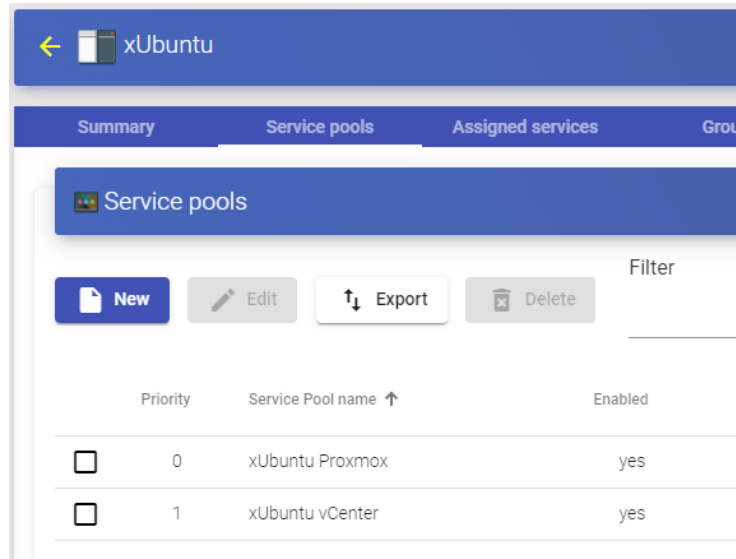 xUbuntu
Summary Service pools Assigned services Grou
Service pools
Filter
New Edit Export Delete
Priority Service Pool name Enabled
0 xUbuntu Proxmox yes
1 xUbuntu vCenter yes